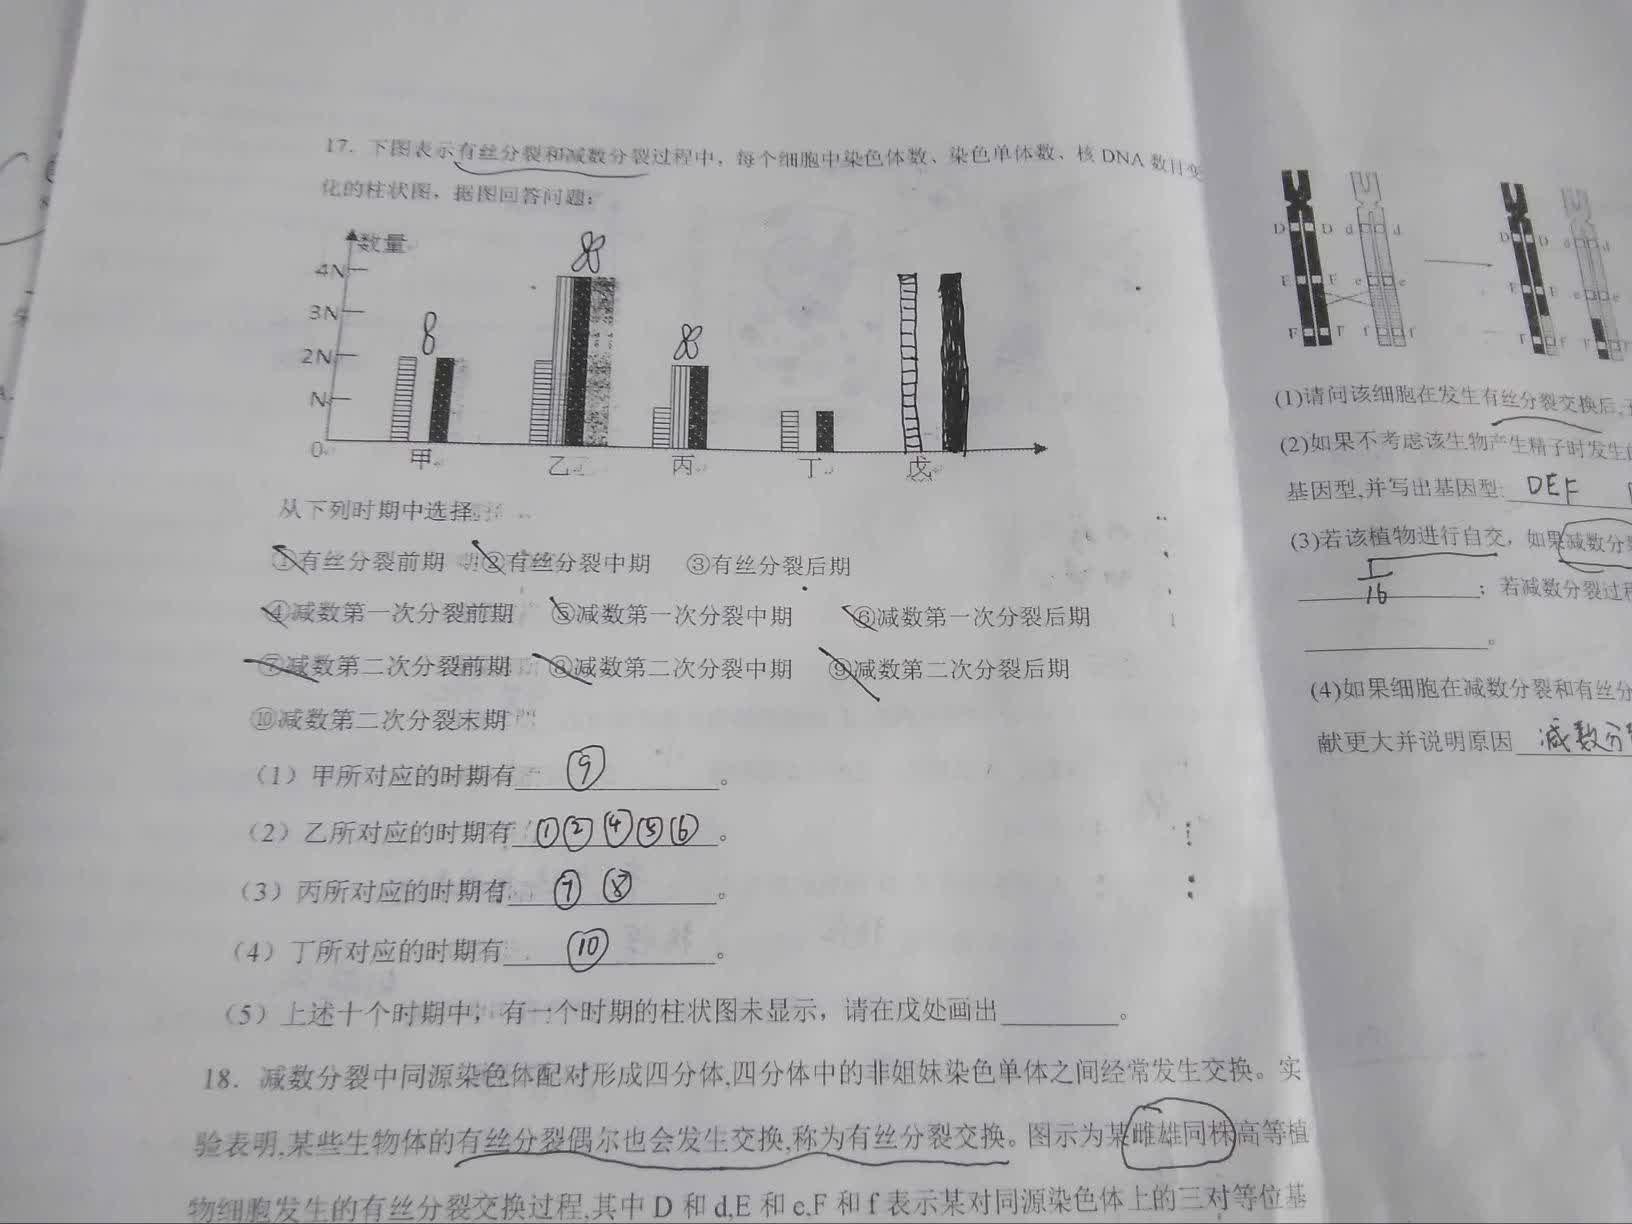 17. 下图表示有丝分裂和减数分裂过程中，每个细胞中染色体数、染色单体数、核 DNA 数目变
化的柱状图，据图回答问题：
数量
4N
3N
2N
N
0
甲
乙
丙
丁
戊
从下列时期中选择
①有丝分裂前期 ②有丝分裂中期 ③有丝分裂后期
④减数第一次分裂前期 ⑤减数第一次分裂中期 ⑥减数第一次分裂后期
⑦减数第二次分裂前期 ⑧减数第二次分裂中期 ⑨减数第二次分裂后期
⑩减数第二次分裂末期
（1）甲所对应的时期有 ⑨ 。
（2）乙所对应的时期有 ①②④⑤⑥ 。
（3）丙所对应的时期有 ⑦ ⑧ 。
（4）丁所对应的时期有 ⑩ 。
（5）上述十个时期中，有一个时期的柱状图未显示，请在戊处画出 。
18. 减数分裂中同源染色体配对形成四分体,四分体中的非姐妹染色单体之间经常发生交换。实
验表明,某些生物体的有丝分裂偶尔也会发生交换,称为有丝分裂交换。图示为某雌雄同株高等植
物细胞发生的有丝分裂交换过程,其中 D 和 d,E 和 e,F 和 f 表示某对同源染色体上的三对等位基
D D d d
E E e e
F F f f
(1)请问该细胞在发生有丝分裂交换后,
(2)如果不考虑该生物产生精子时发生
基因型,并写出基因型: DEF
(3)若该植物进行自交，如果减数分
1/16 ；若减数分裂过程
。
(4)如果细胞在减数分裂和有丝分
献更大并说明原因 减数分